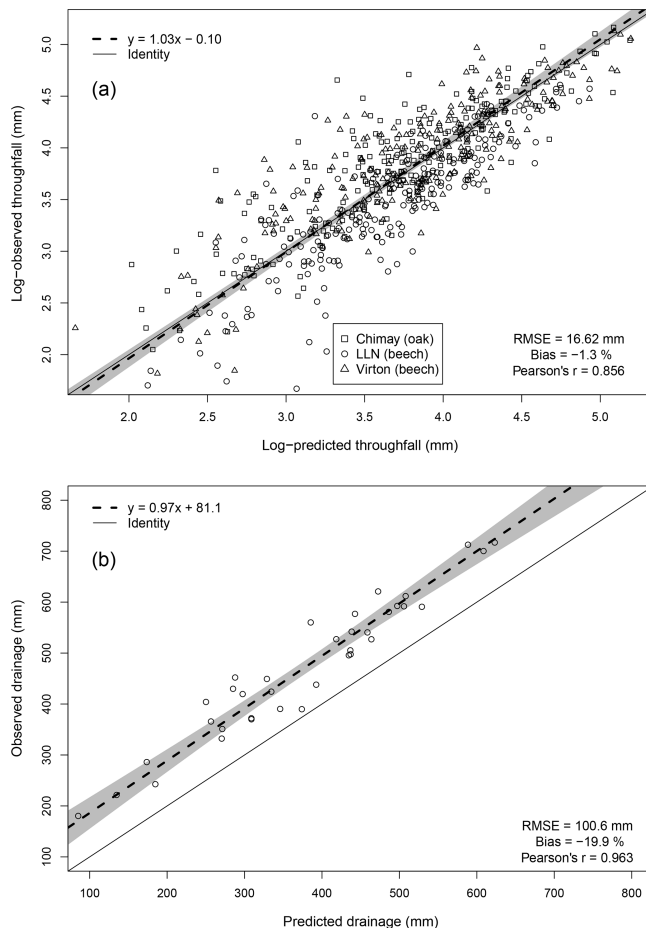 y = 1.03x − 0.10
Identity
(a)
5.0
4.5
4.0
3.5
3.0
2.5
2.0
Log−observed throughfall (mm)
Chimay (oak)
LLN (beech)
Virton (beech)
RMSE = 16.62 mm
Bias = −1.3 %
Pearson's r = 0.856
2.0 2.5 3.0 3.5 4.0 4.5 5.0
Log−predicted throughfall (mm)
y = 0.97x + 81.1
Identity
(b)
800
700
600
500
400
300
200
100
Observed drainage (mm)
RMSE = 100.6 mm
Bias = −19.9 %
Pearson's r = 0.963
100 200 300 400 500 600 700 800
Predicted drainage (mm)